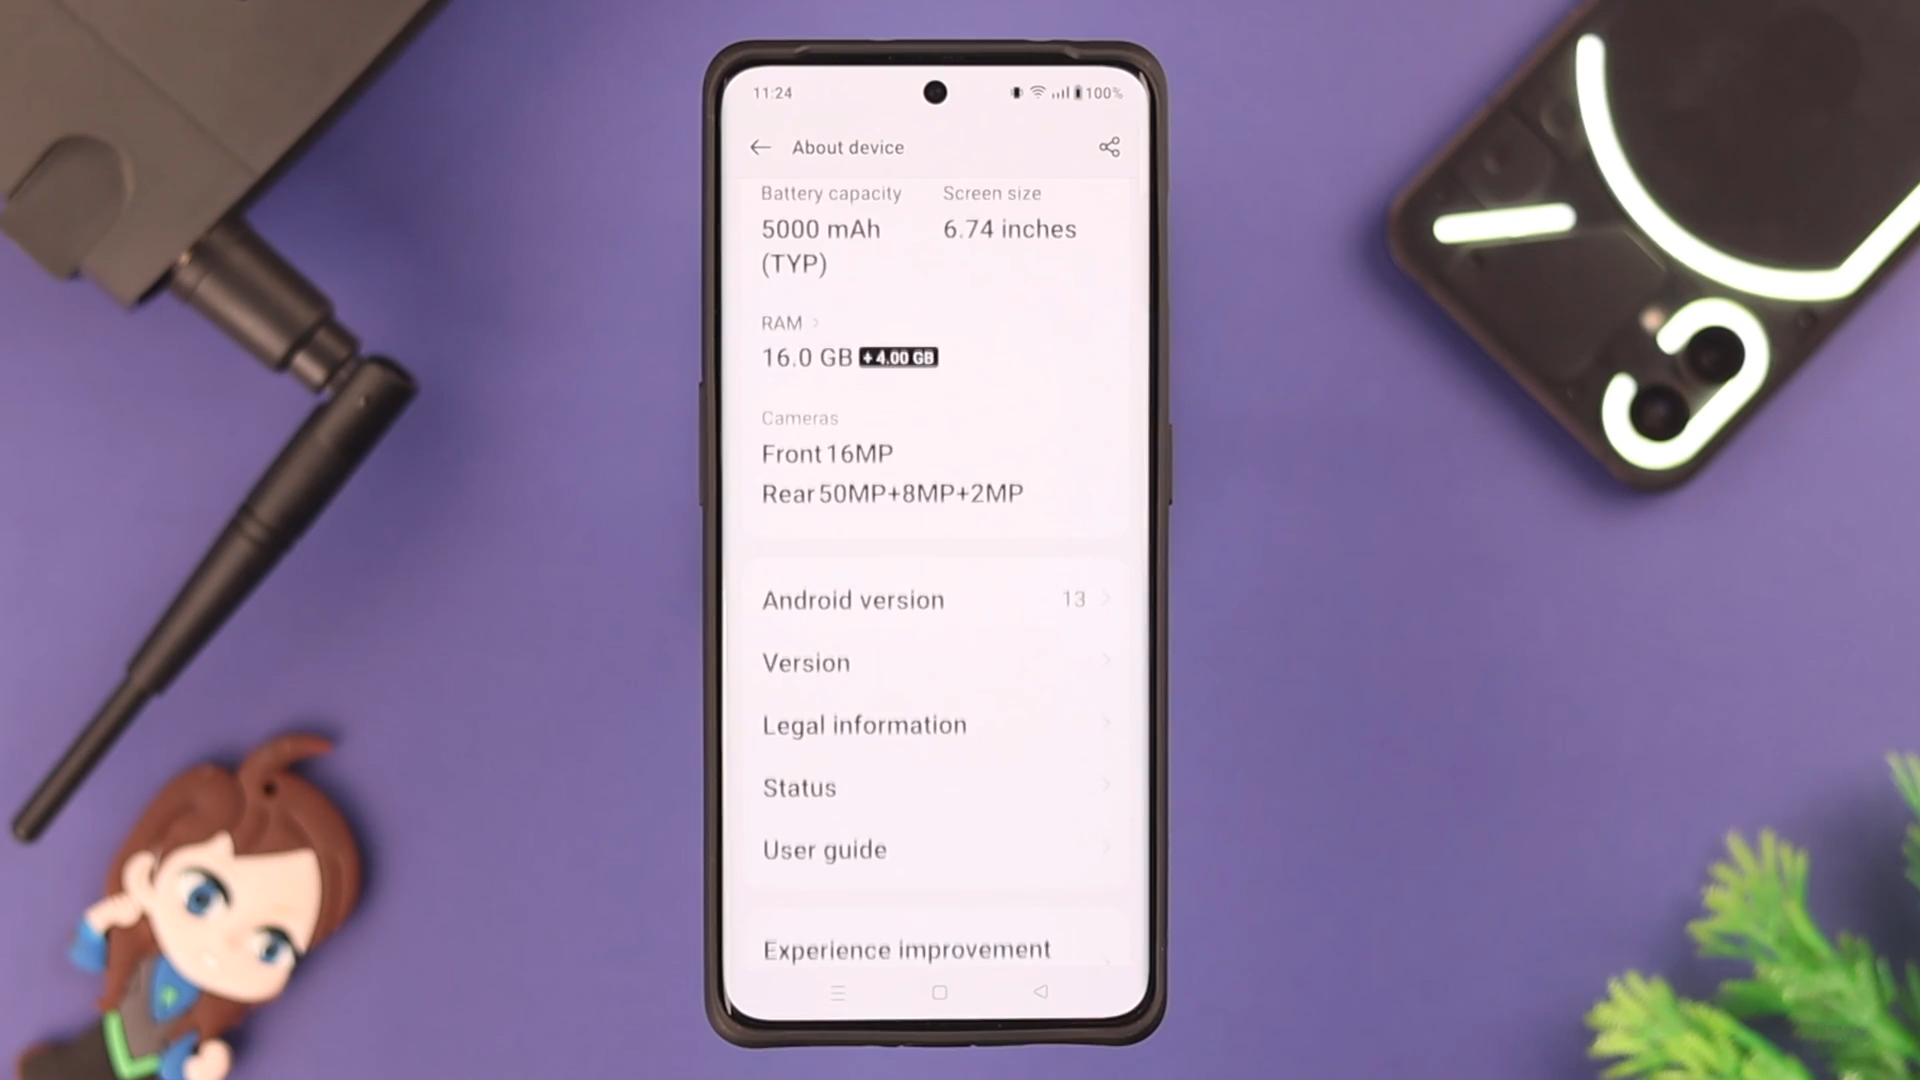 11:24
100%
About device
Battery capacity
Screen size
5000 mAh
(TYP)
6.74 inches
RAM
16.0 GB + 4.00 GB
Cameras
Front 16MP
Rear 50MP+8MP+2MP
Android version 13
Version
Legal information
Status
User guide
Experience improvement